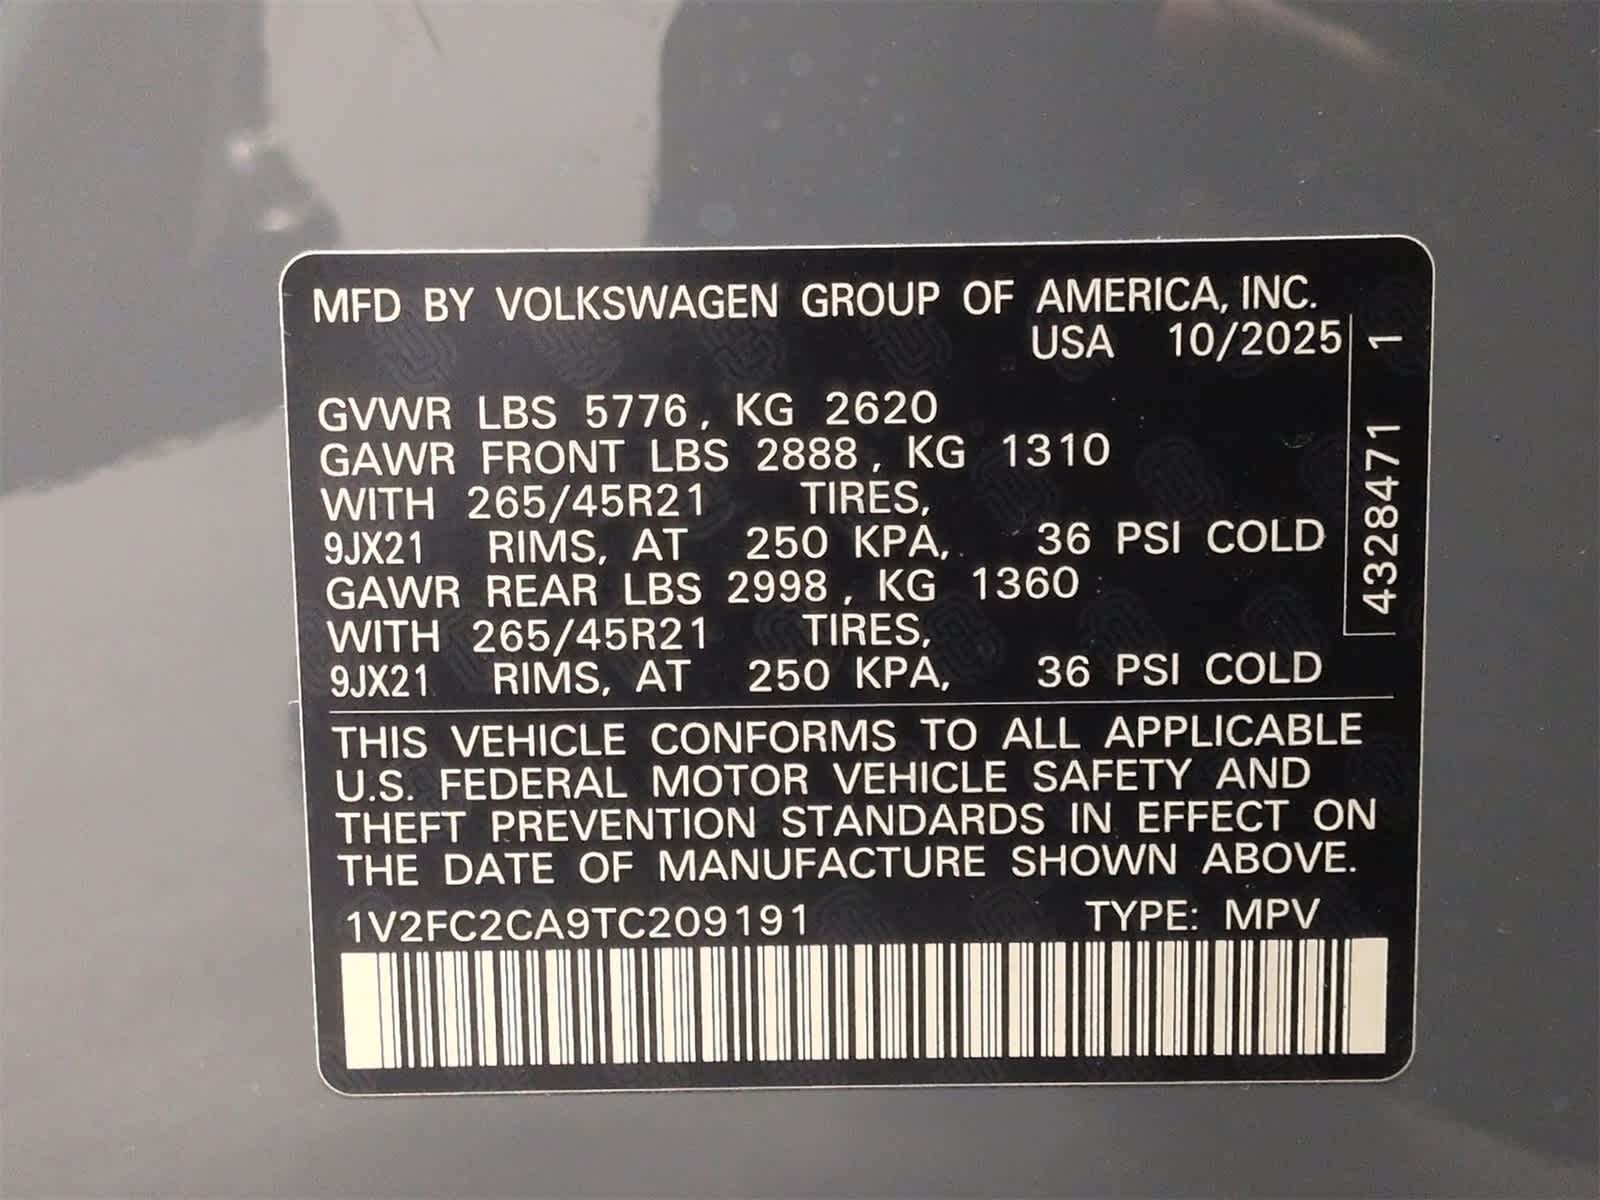 MFD BY VOLKSWAGEN GROUP OF AMERICA, INC.
USA 10/2025
GVWR LBS 5776, KG 2620
GAWR FRONT LBS 2888, KG 1310
WITH 265/45R21 TIRES,
9JX21 RIMS, AT 250 KPA, 36 PSI COLD
GAWR REAR LBS 2998, KG 1360
WITH 265/45R21 TIRES,
9JX21 RIMS, AT 250 KPA, 36 PSI COLD
4328471 1
THIS VEHICLE CONFORMS TO ALL APPLICABLE
U.S. FEDERAL MOTOR VEHICLE SAFETY AND
THEFT PREVENTION STANDARDS IN EFFECT ON
THE DATE OF MANUFACTURE SHOWN ABOVE.
1V2FC2CA9TC209191 TYPE: MPV